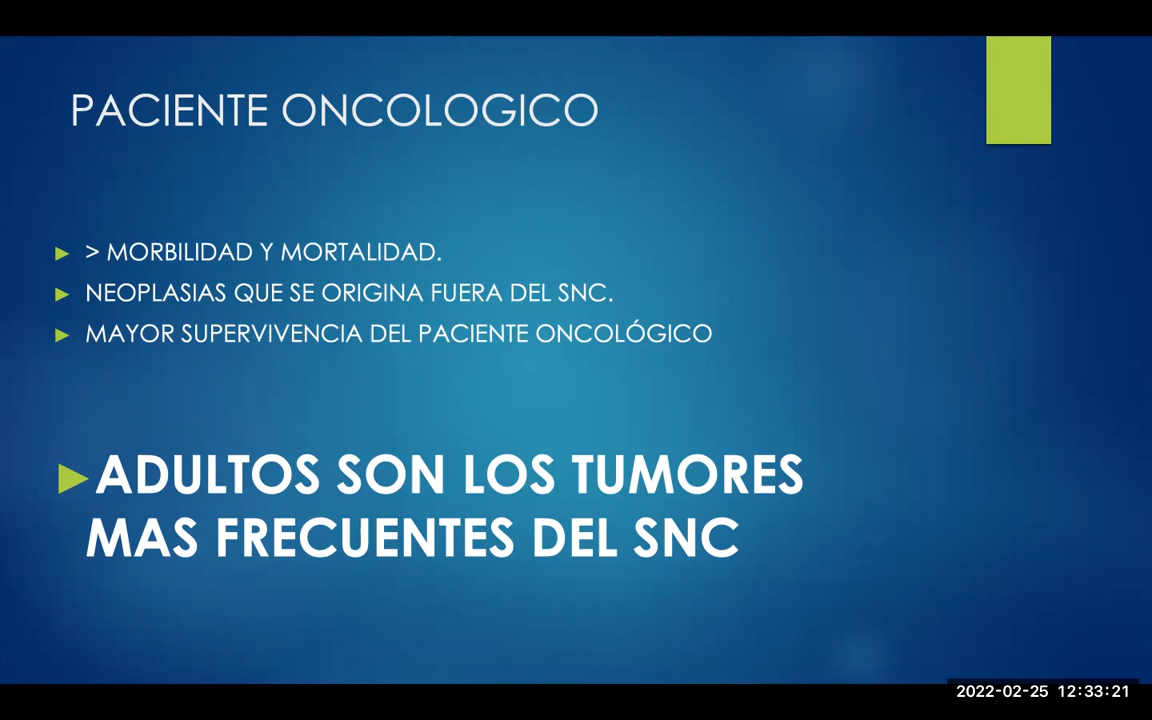 PACIENTE ONCOLOGICO
> MORBILIDAD Y MORTALIDAD.
NEOPLASIAS QUE SE ORIGINA FUERA DEL SNC.
MAYOR SUPERVIVENCIA DEL PACIENTE ONCOLÓGICO
ADULTOS SON LOS TUMORES
MAS FRECUENTES DEL SNC
2022-02-25 12:33:21